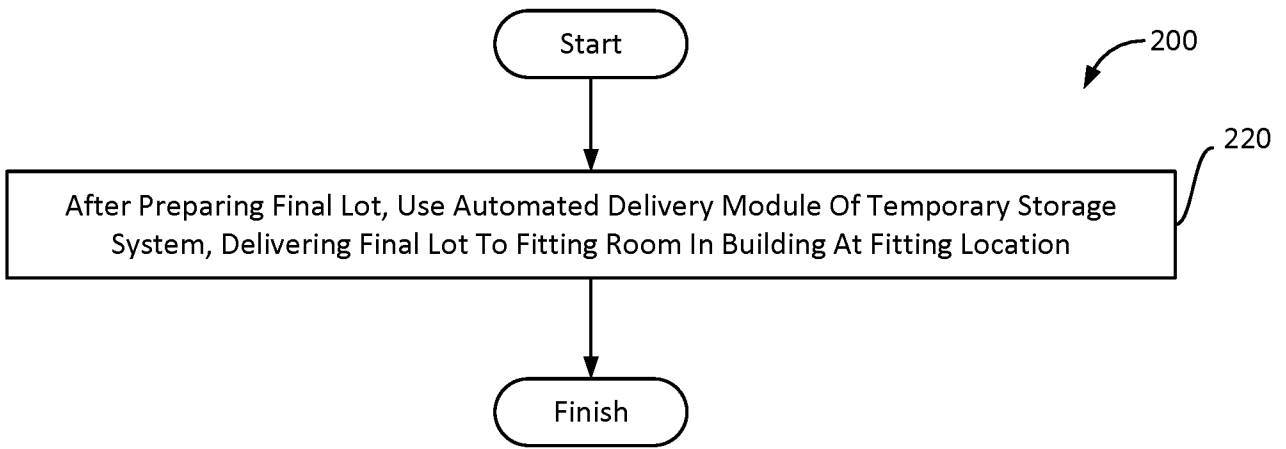 Start
200
220
After Preparing Final Lot, Use Automated Delivery Module Of Temporary Storage
System, Delivering Final Lot To Fitting Room In Building At Fitting Location
Finish